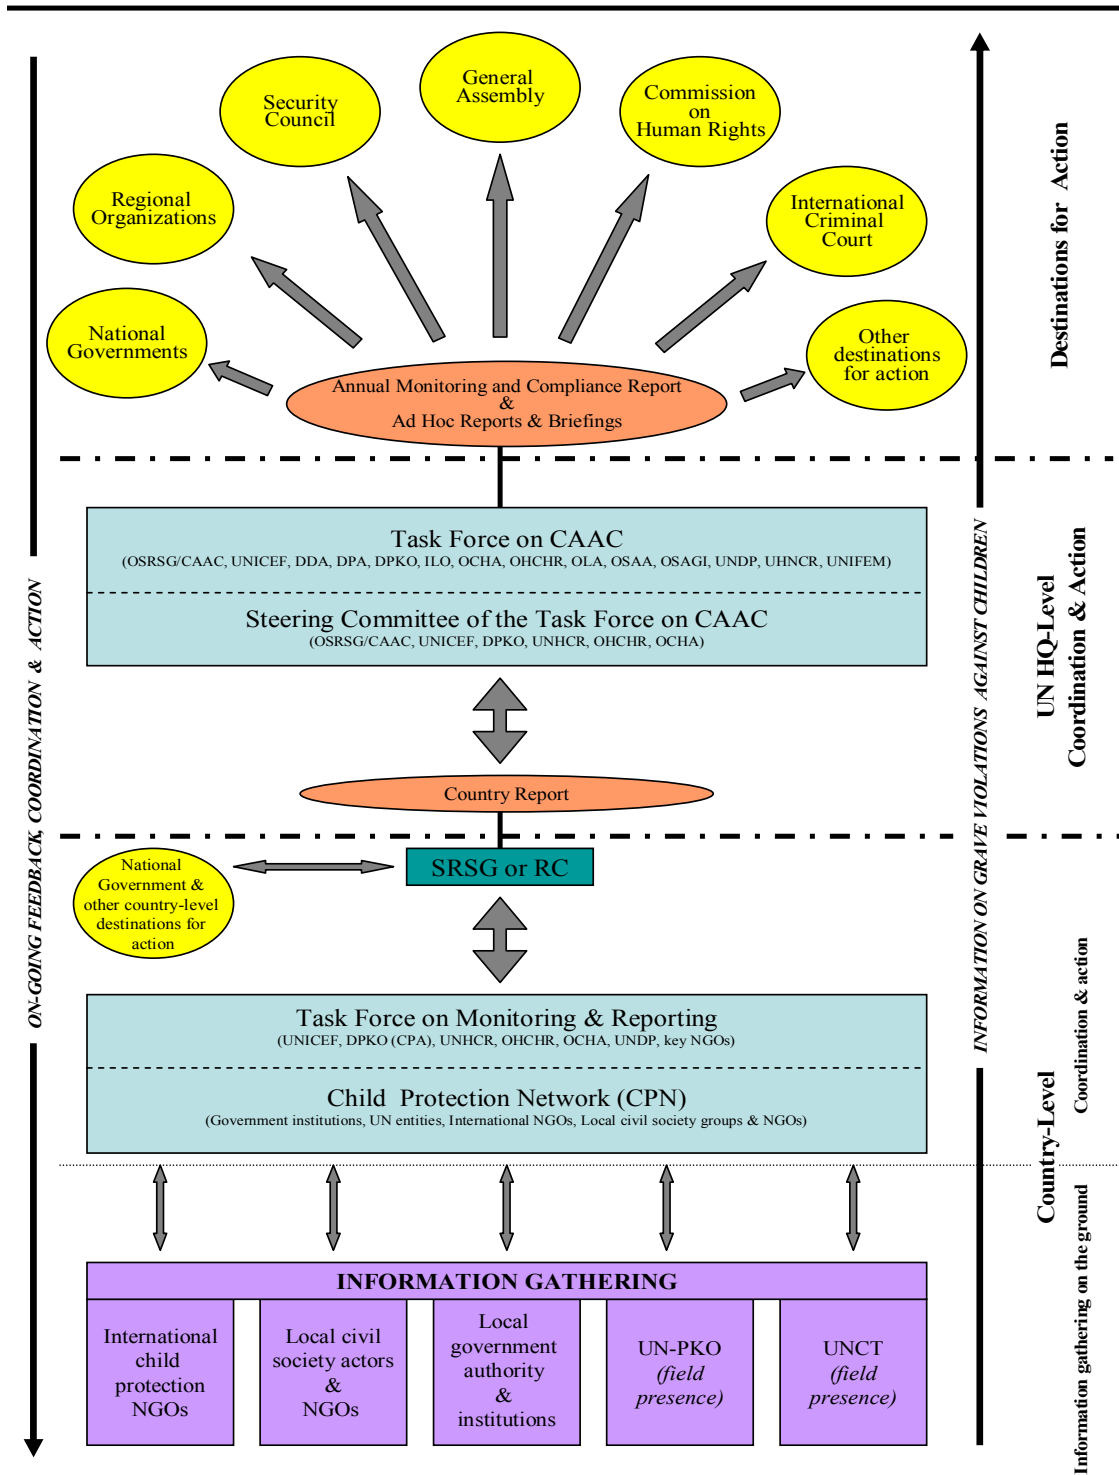 General
Assembly
Security
Council
Commission
on
Human Rights
Regional
Organizations
International
Criminal
Court
National
Governments
Other
destinations
for action
Annual Monitoring and Compliance Report
&
Ad Hoc Reports & Briefings
Destinations for Action
Task Force on CAAC
(OSRSG/CAAC, UNICEF, DDA, DPA, DPKO, ILO, OCHA, OHCHR, OLA, OSAA, OSAGI, UNDP, UHNCR, UNIFEM)
Steering Committee of the Task Force on CAAC
(OSRSG/CAAC, UNICEF, DPKO, UNHCR, OHCHR, OCHA)
UN HQ-Level
Coordination & Action
ON-GOING FEEDBACK, COORDINATION & ACTION
INFORMATION ON GRAVE VIOLATIONS AGAINST CHILDREN
Country Report
SRSG or RC
National
Government &
other country-level
destinations for
action
Task Force on Monitoring & Reporting
(UNICEF, DPKO (CPA), UNHCR, OHCHR, OCHA, UNDP, key NGOs)
Child Protection Network (CPN)
(Government institutions, UN entities, International NGOs, Local civil society groups & NGOs)
Country-Level
Coordination & action
Information gathering on the ground
INFORMATION GATHERING
International
child
protection
NGOs
Local civil
society actors
&
NGOs
Local
government
authority
&
institutions
UN-PKO
(field
presence)
UNCT
(field
presence)